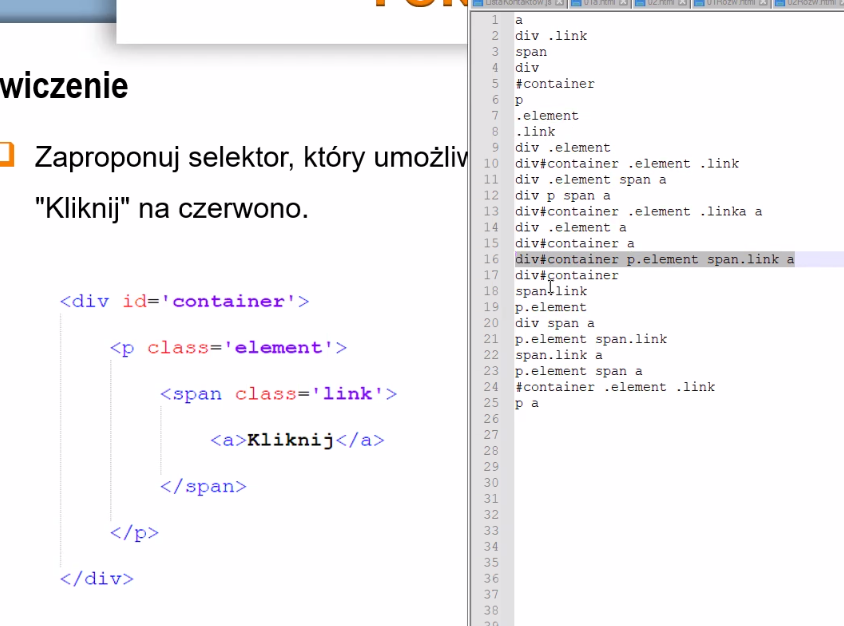 wiczenie
Zaproponuj selektor, który umożliw
"Kliknij" na czerwono.
<div id='container'>
<p class='element'>
<span class='link'>
<a>Kliknij</a>
</span>
</p>
</div>
1 a
2 div .link
3 span
4 div
5 #container
6 p
7 .element
8 .link
9 div .element
10 div#container .element .link
11 div .element span a
12 div p span a
13 div#container .element .linka a
14 div .element a
15 div#container a
16 div#container p.element span.link a
17 div#container
18 span.link
19 p.element
20 div span a
21 p.element span.link
22 span.link a
23 p.element span a
24 #container .element .link
25 p a
26
27
28
29
30
31
32
33
34
35
36
37
38